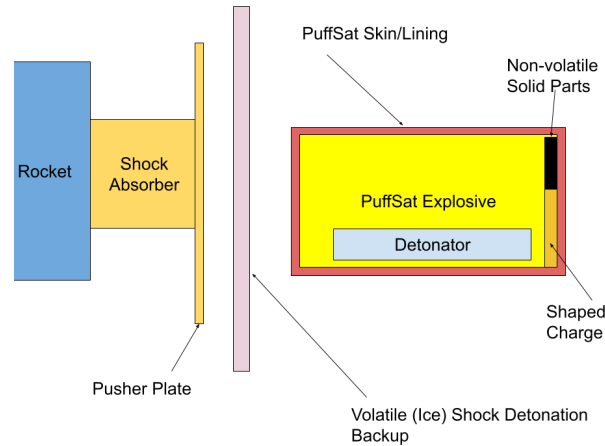 PuffSat Skin/Lining
Non-volatile
Solid Parts
Rocket
Shock
Absorber
PuffSat Explosive
Detonator
Shaped
Charge
Pusher Plate
Volatile (Ice) Shock Detonation
Backup